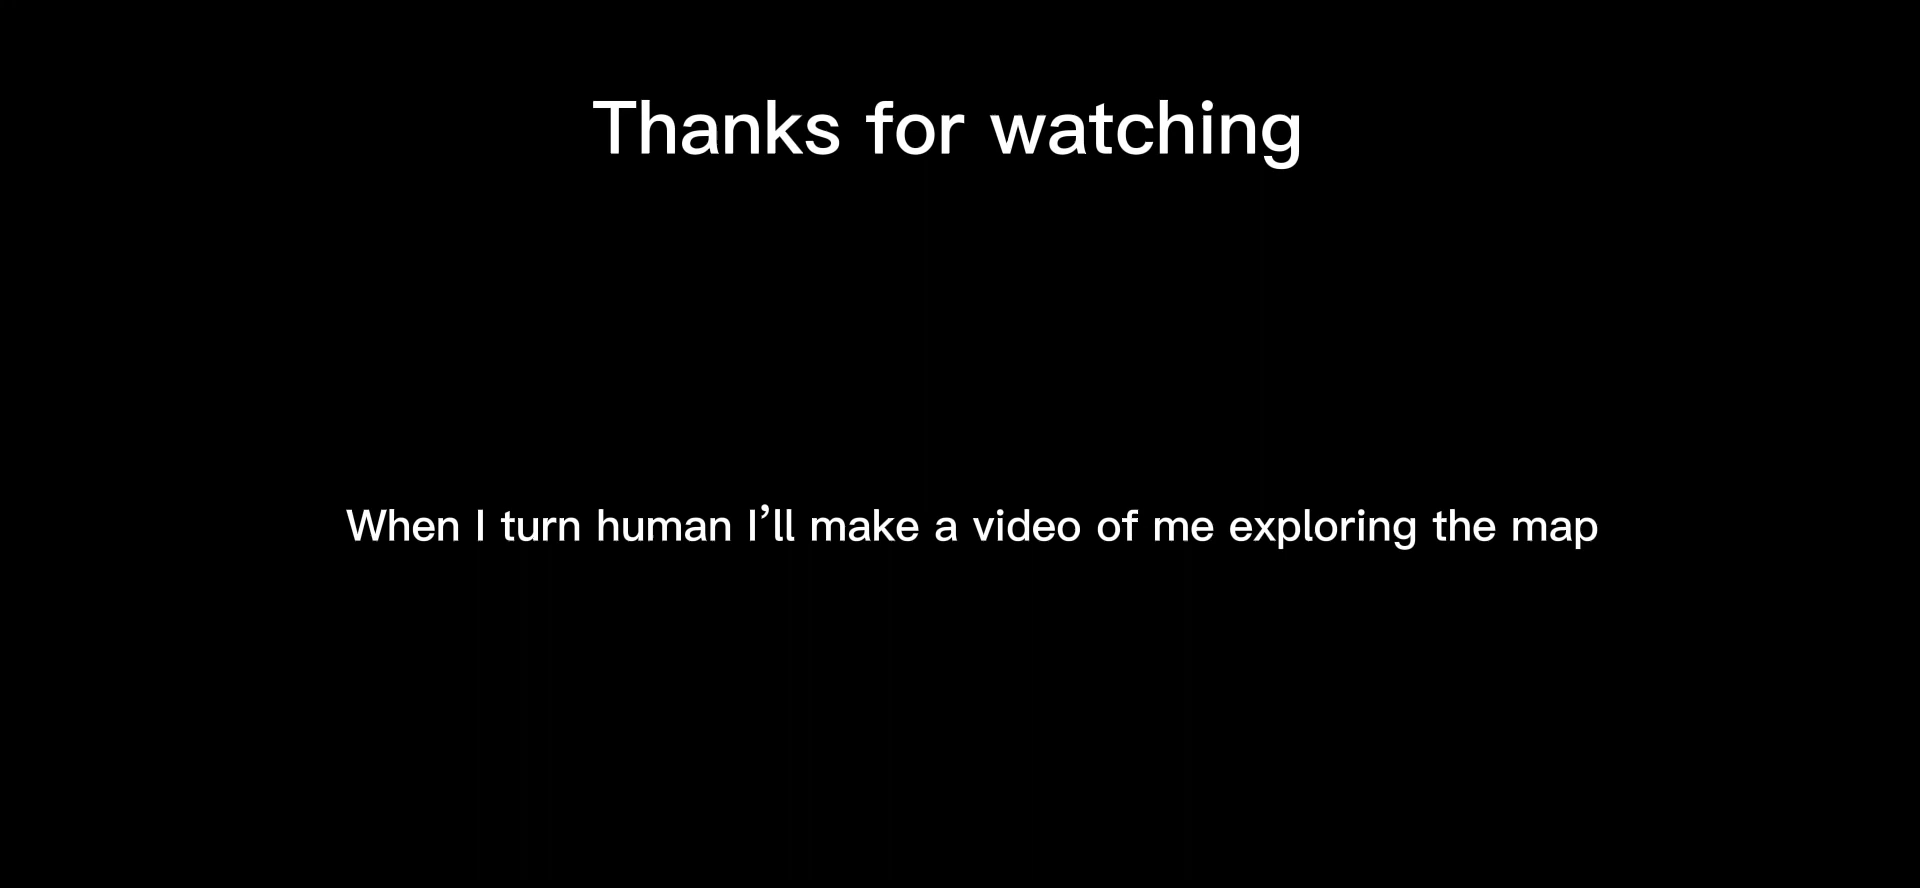 Thanks for watching
When I turn human I’ll make a video of me exploring the map